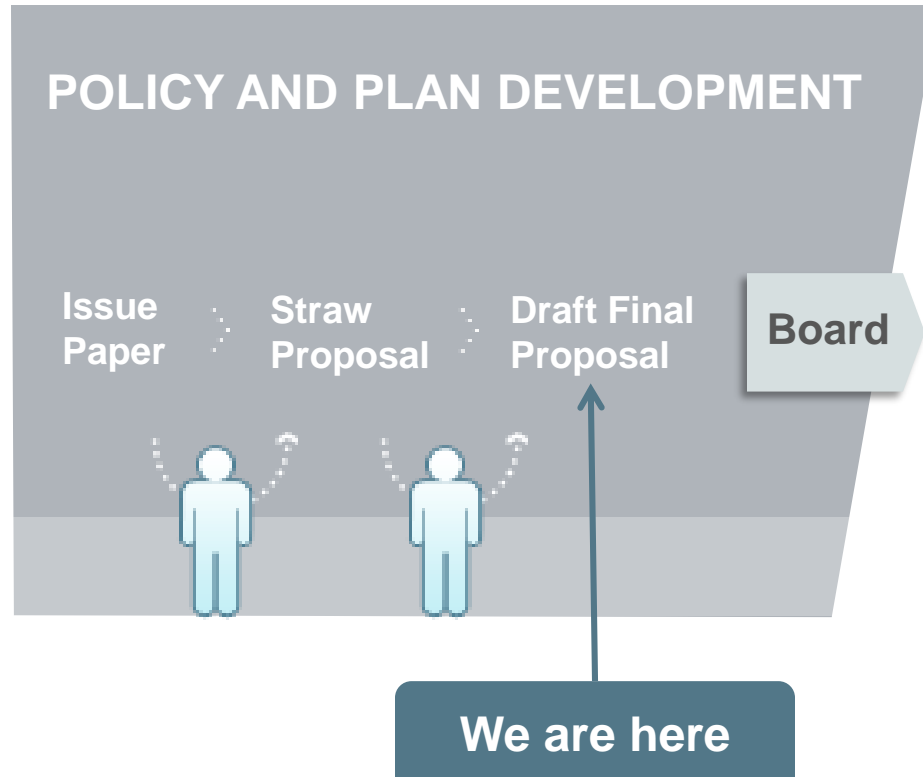 POLICY AND PLAN DEVELOPMENT
Issue
Paper
Straw
Proposal
Draft Final
Proposal
Board
We are here